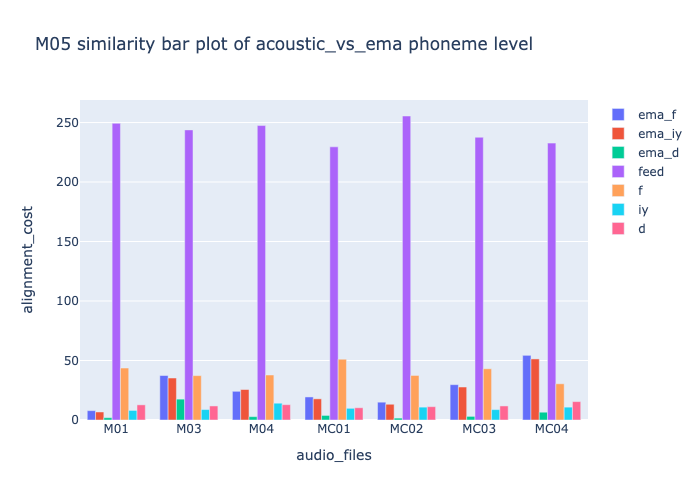 M05 similarity bar plot of acoustic_vs_ema phoneme level
ema_f
ema_iy
ema_d
feed
f
iy
d
alignment_cost
250
200
150
100
50
0
M01 M03 M04 MC01 MC02 MC03 MC04
audio_files